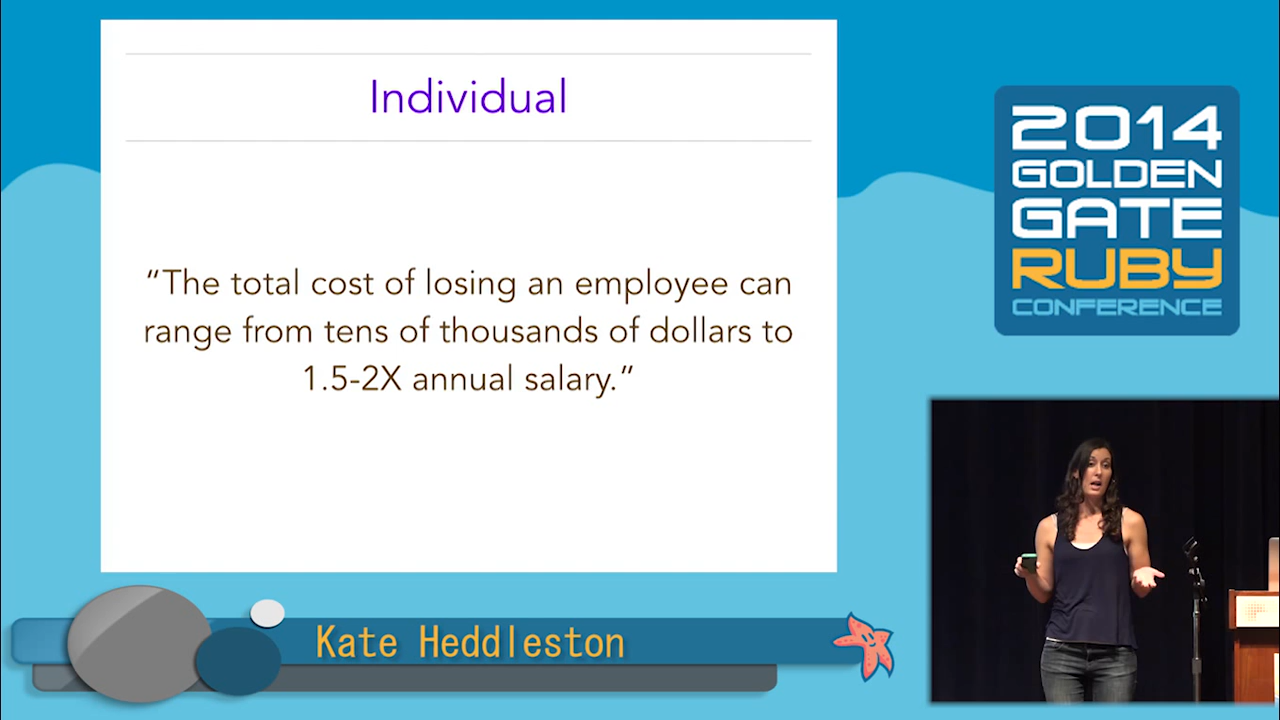 Individual
“The total cost of losing an employee can
range from tens of thousands of dollars to
1.5-2X annual salary.”
2014
GOLDEN
GATE
RUBY
CONFERENCE
Kate Heddleston